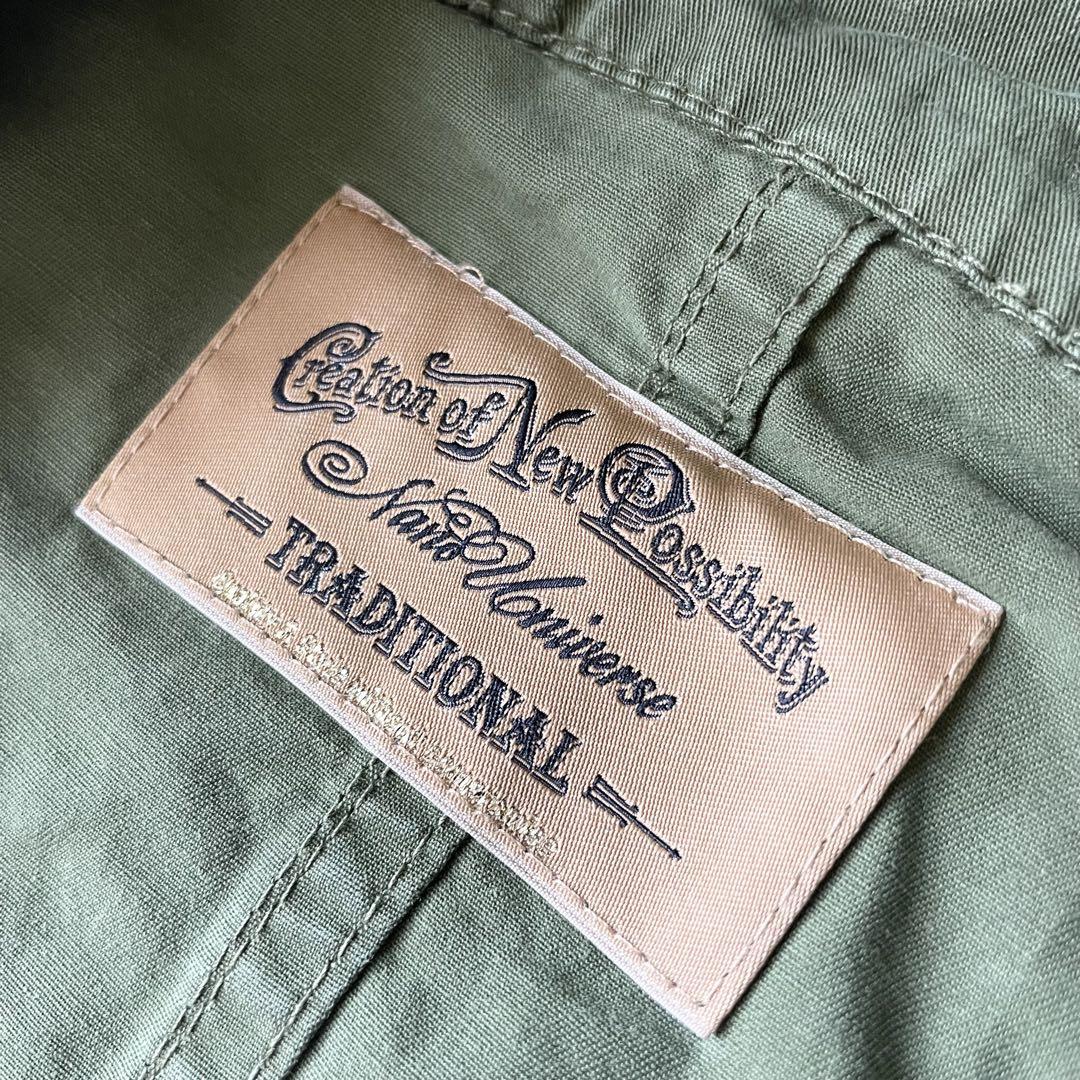 Creation of New Possibility
Nano Universe
TRADITIONAL